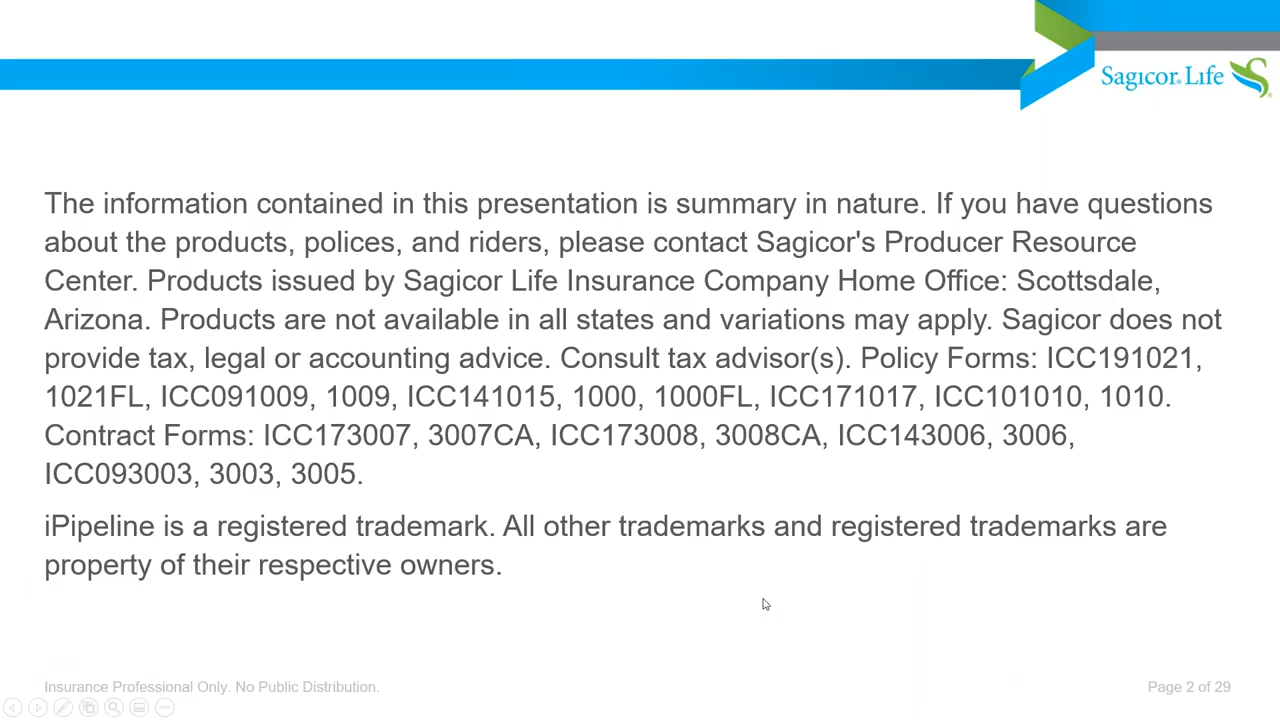 Sagicor Life
The information contained in this presentation is summary in nature. If you have questions
about the products, polices, and riders, please contact Sagicor's Producer Resource
Center. Products issued by Sagicor Life Insurance Company Home Office: Scottsdale,
Arizona. Products are not available in all states and variations may apply. Sagicor does not
provide tax, legal or accounting advice. Consult tax advisor(s). Policy Forms: ICC191021,
1021FL, ICC091009, 1009, ICC141015, 1000, 1000FL, ICC171017, ICC101010, 1010.
Contract Forms: ICC173007, 3007CA, ICC173008, 3008CA, ICC143006, 3006,
ICC093003, 3003, 3005.
iPipeline is a registered trademark. All other trademarks and registered trademarks are
property of their respective owners.
Insurance Professional Only. No Public Distribution.
Page 2 of 29